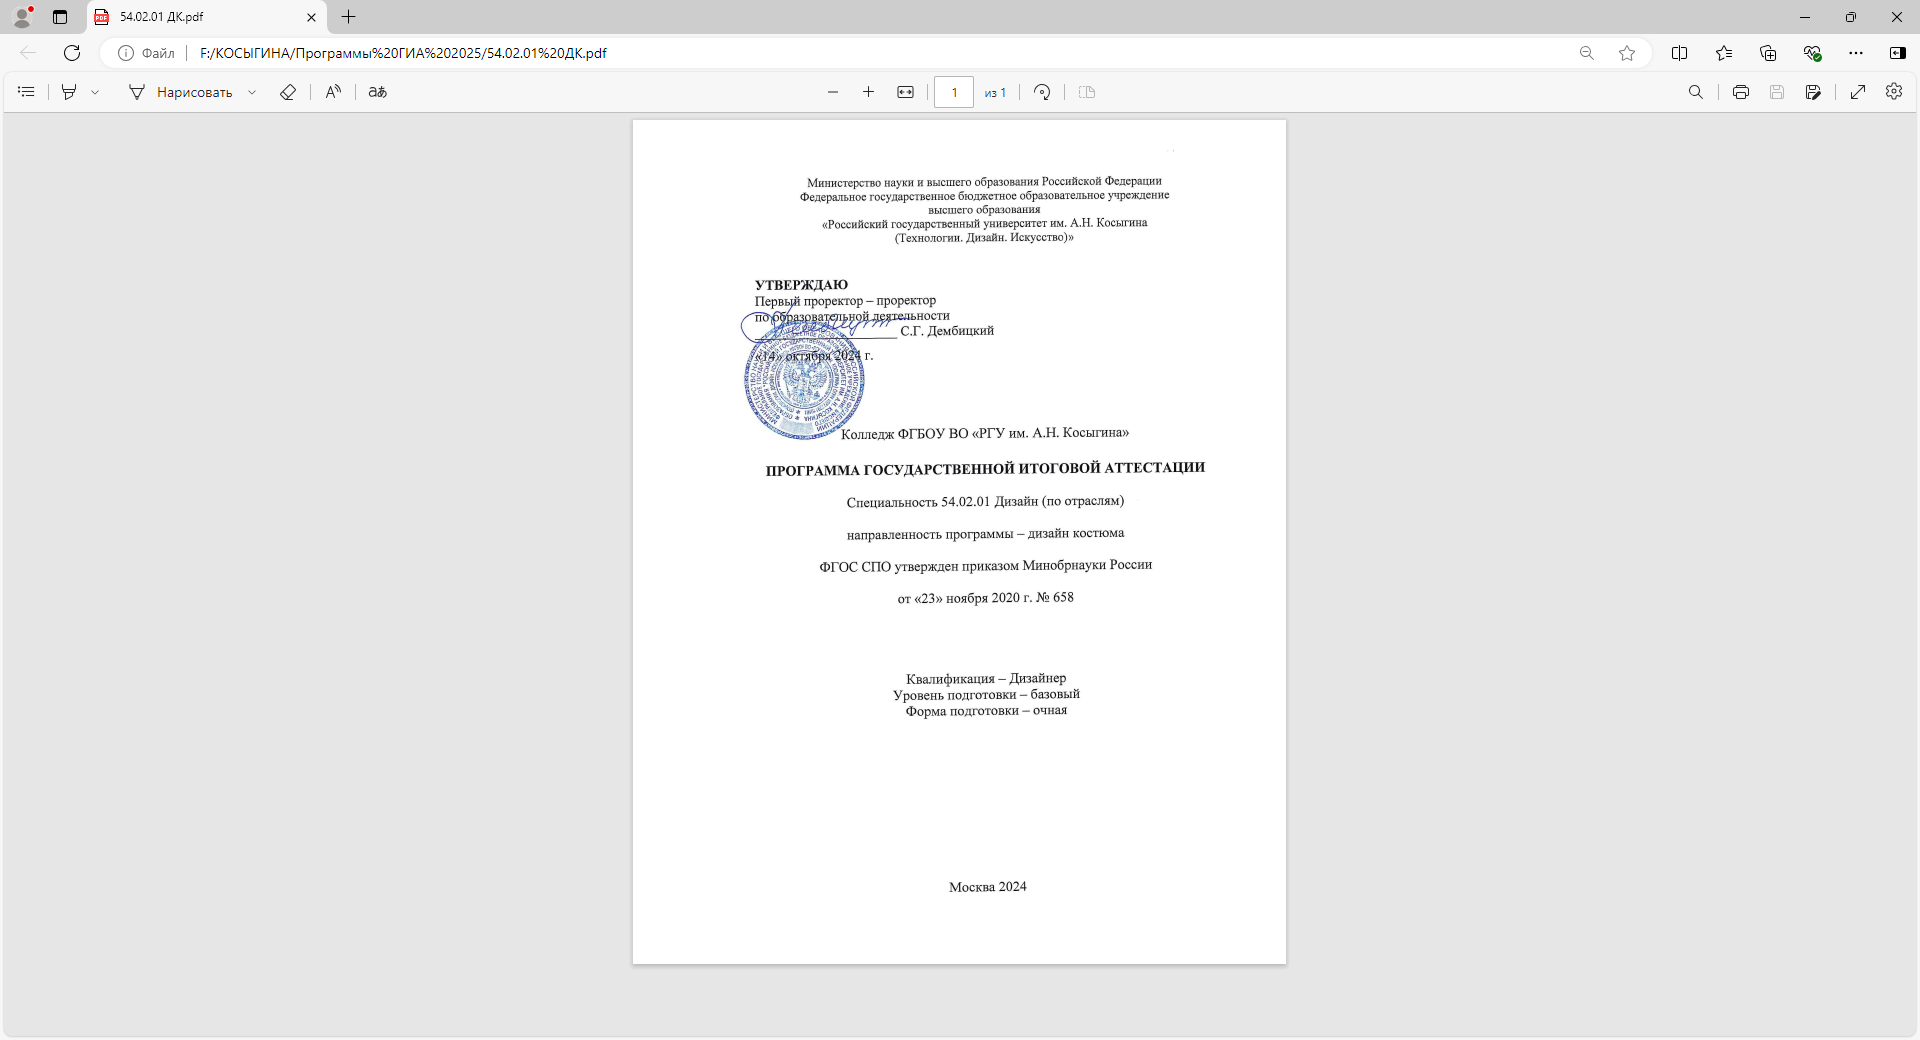 54.02.01 ДК.pdf
Файл
F:/КОСЫГИНА/Программы%20ГИА%202025/54.02.01%20ДК.pdf
Нарисовать
1
из 1
Министерство науки и высшего образования Российской Федерации
Федеральное государственное бюджетное образовательное учреждение
высшего образования
«Российский государственный университет им. А.Н. Косыгина
(Технологии. Дизайн. Искусство)»
УТВЕРЖДАЮ
Первый проректор – проректор
по образовательной деятельности
С.Г. Дембицкий
«14» октября 2024 г.
Колледж ФГБОУ ВО «РГУ им. А.Н. Косыгина»
ПРОГРАММА ГОСУДАРСТВЕННОЙ ИТОГОВОЙ АТТЕСТАЦИИ
Специальность 54.02.01 Дизайн (по отраслям)
направленность программы – дизайн костюма
ФГОС СПО утвержден приказом Минобрнауки России
от «23» ноября 2020 г. № 658
Квалификация – Дизайнер
Уровень подготовки – базовый
Форма подготовки – очная
Москва 2024